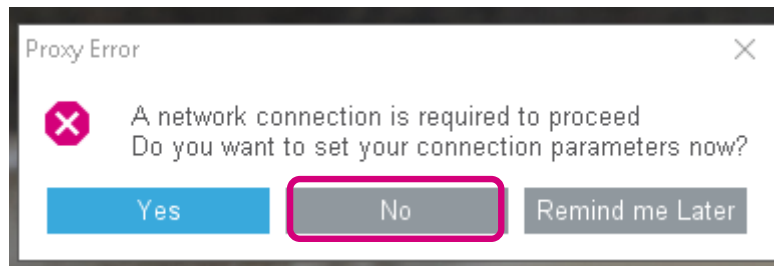 Proxy Error
A network connection is required to proceed
Do you want to set your connection parameters now?
Yes
No
Remind me Later